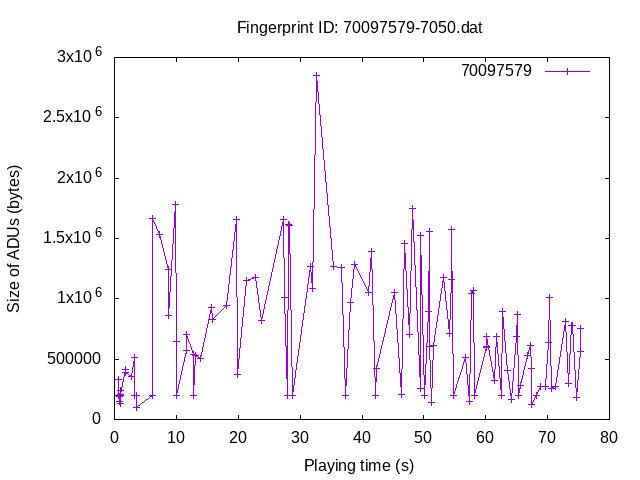 Fingerprint ID: 70097579-7050.dat
70097579
3x10^6
2.5x10^6
2x10^6
1.5x10^6
1x10^6
500000
0
0 10 20 30 40 50 60 70 80
Size of ADUs (bytes)
Playing time (s)